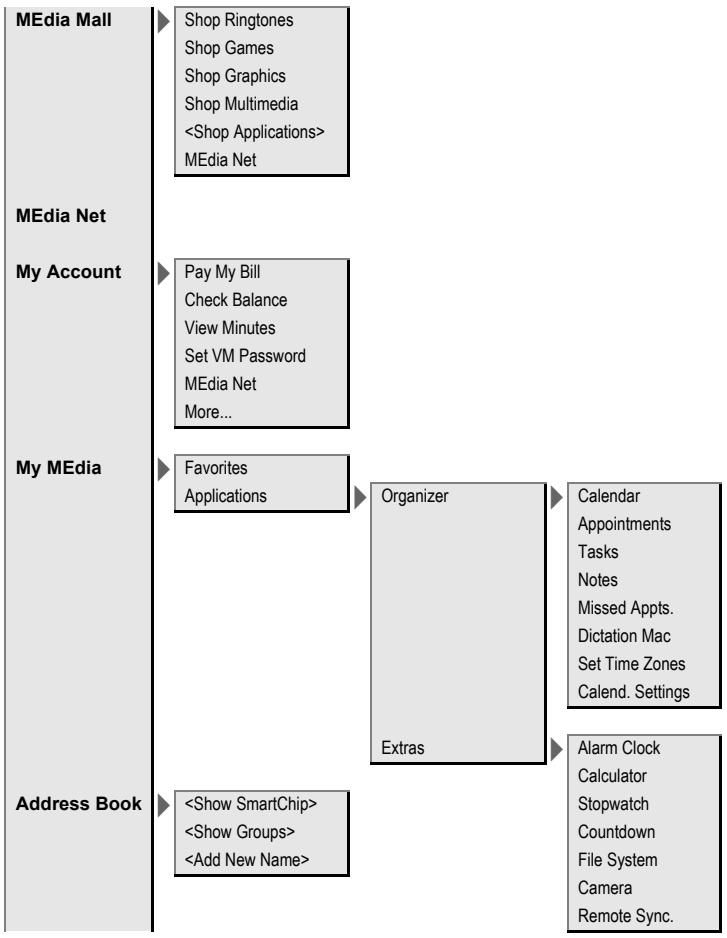 MEdia Mall
Shop Ringtones
Shop Games
Shop Graphics
Shop Multimedia
<Shop Applications>
MEdia Net
MEdia Net
My Account
Pay My Bill
Check Balance
View Minutes
Set VM Password
MEdia Net
More...
My MEdia
Favorites
Applications
Organizer
Calendar
Appointments
Tasks
Notes
Missed Appts.
Dictation Mac
Set Time Zones
Calend. Settings
Extras
Alarm Clock
Calculator
Stopwatch
Countdown
File System
Camera
Remote Sync.
Address Book
<Show SmartChip>
<Show Groups>
<Add New Name>